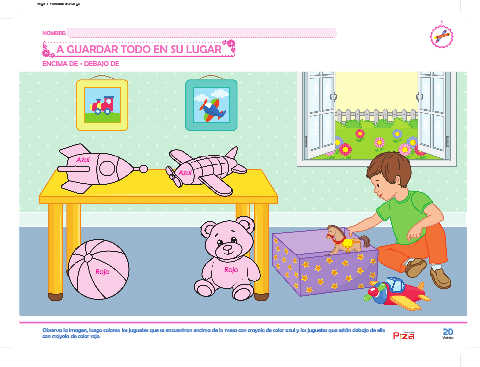 NOMBRE:
A GUARDAR TODO EN SU LUGAR
ENCIMA DE - DEBAJO DE
Azul
Azul
Rojo
Rojo
Observa la imagen, luego colorea los juguetes que se encuentran encima de la mesa con crayola de color azul y los juguetes que están debajo de ella
con crayola de color rojo.
20